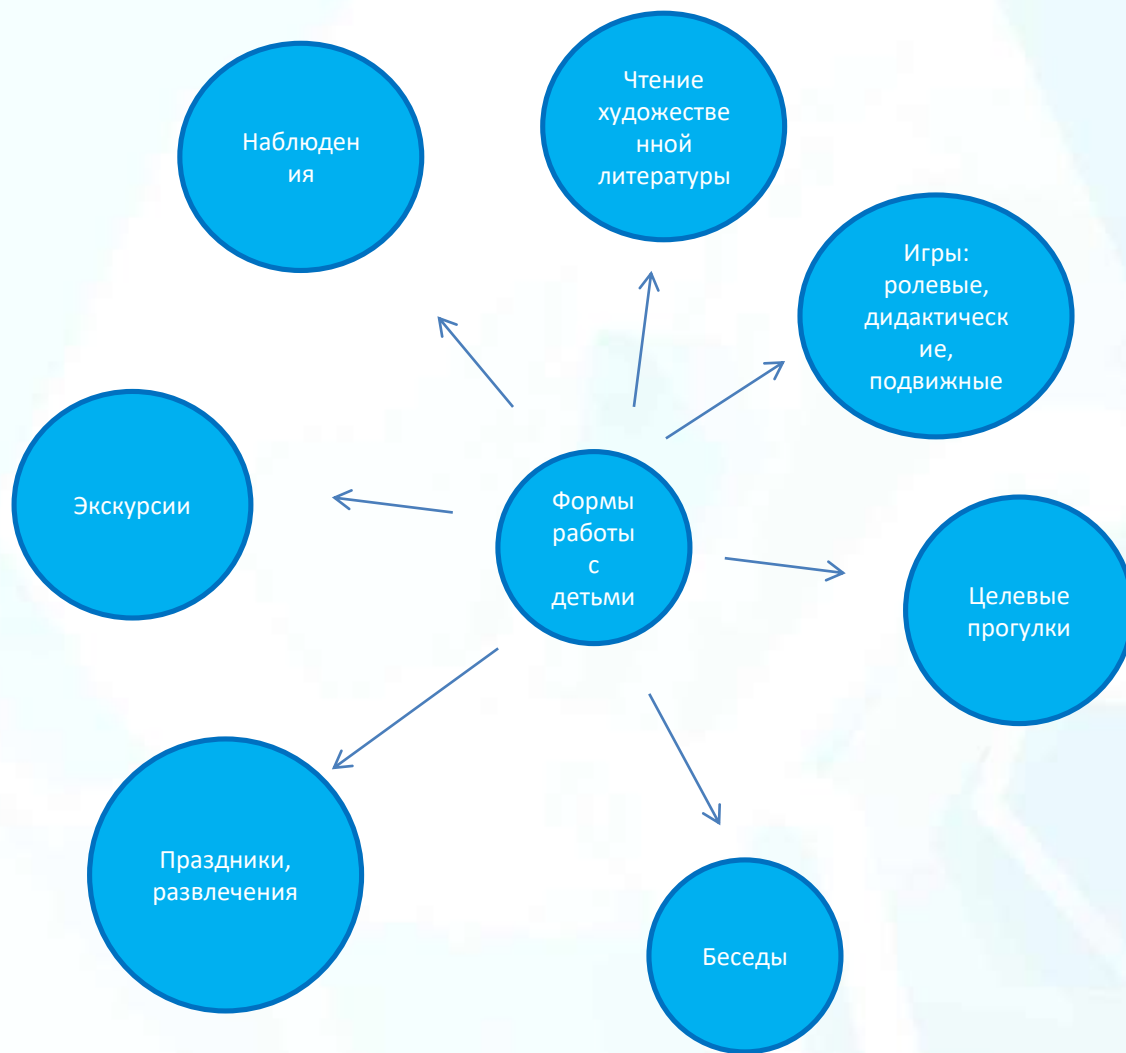 Чтение
художестве
нной
литературы
Наблюден
ия
Игры:
ролевые,
дидактическ
ие,
подвижные
Экскурсии
Формы
работы
с
детьми
Целевые
прогулки
Праздники,
развлечения
Беседы